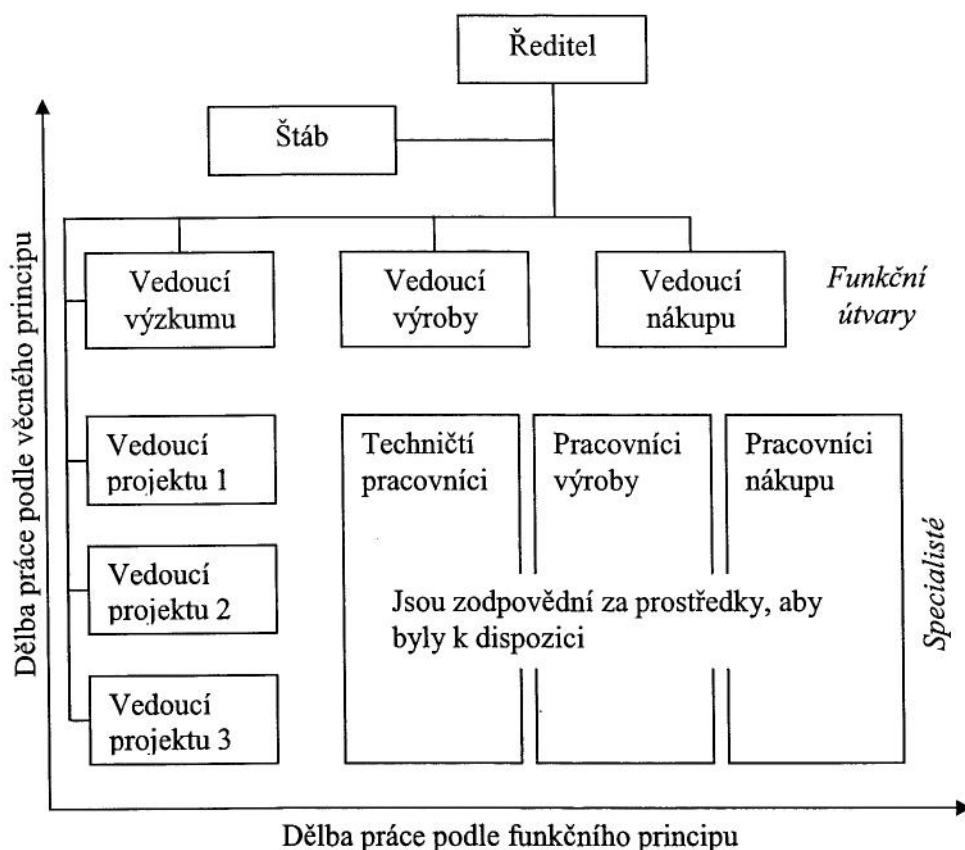 Ředitel
Štáb
Vedoucí
výzkumu
Vedoucí
výroby
Vedoucí
nákupu
Funkční
útvary
Vedoucí
projektu 1
Techničtí
pracovníci
Pracovníci
výroby
Pracovníci
nákupu
Vedoucí
projektu 2
Jsou zodpovědní za prostředky, aby
byly k dispozici
Vedoucí
projektu 3
Specialisté
Dělba práce podle věcného principu
Dělba práce podle funkčního principu